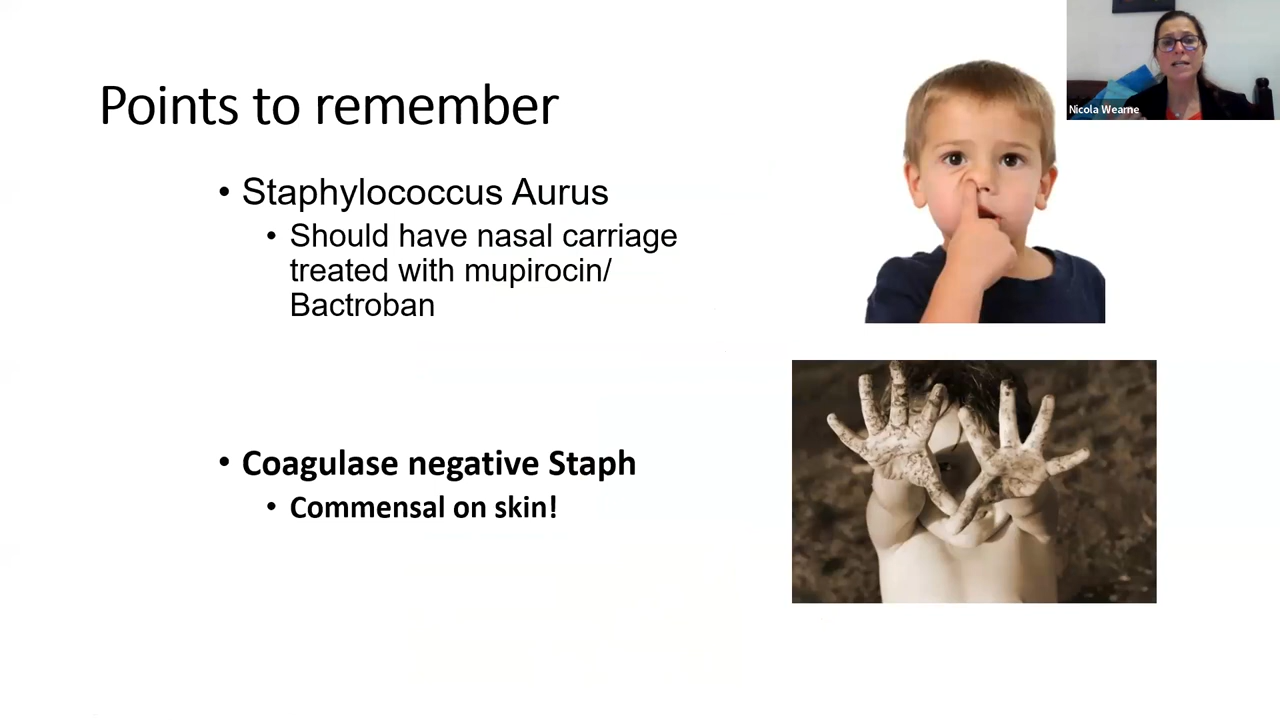 Points to remember
• Staphylococcus Aurus
• Should have nasal carriage
treated with mupirocin/
Bactroban
• Coagulase negative Staph
• Commensal on skin!
Nicola Wearne